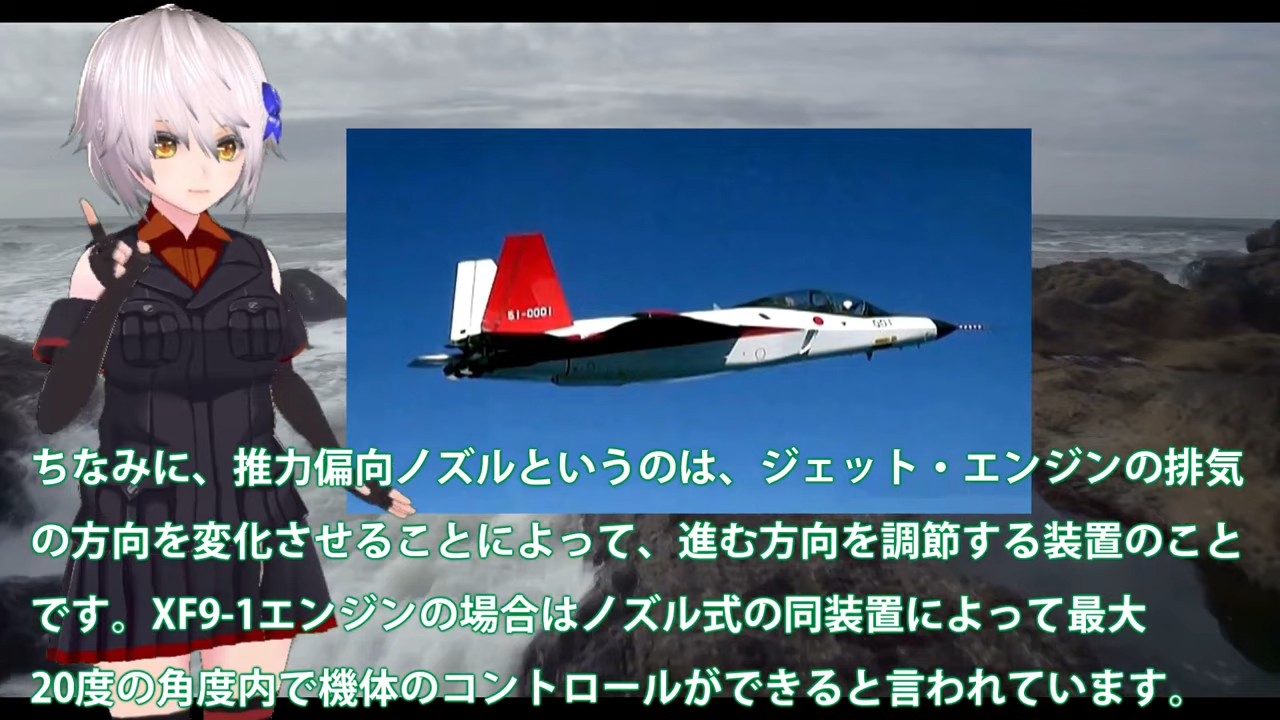 51-0001
001
ちなみに、推力偏向ノズルというのは、ジェット・エンジンの排気
の方向を変化させることによって、進む方向を調節する装置のこと
です。XF9-1エンジンの場合はノズル式の同装置によって最大
20度の角度内で機体のコントロールができると言われています。